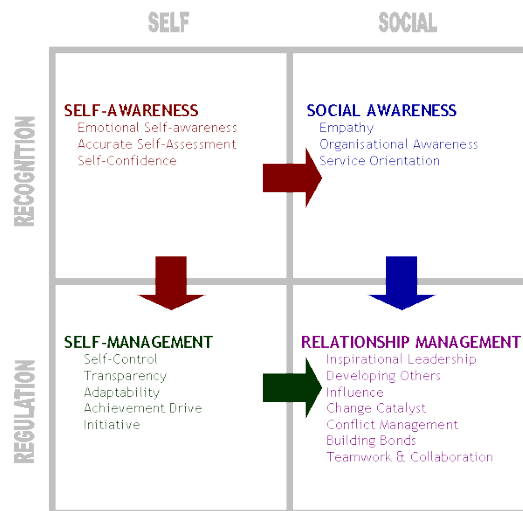 SELF
SOCIAL
RECOGNITION
SELF-AWARENESS
Emotional Self-awareness
Accurate Self-Assessment
Self-Confidence
SOCIAL AWARENESS
Empathy
Organisational Awareness
Service Orientation
REGULATION
SELF-MANAGEMENT
Self-Control
Transparency
Adaptability
Achievement Drive
Initiative
RELATIONSHIP MANAGEMENT
Inspirational Leadership
Developing Others
Influence
Change Catalyst
Conflict Management
Building Bonds
Teamwork & Collaboration